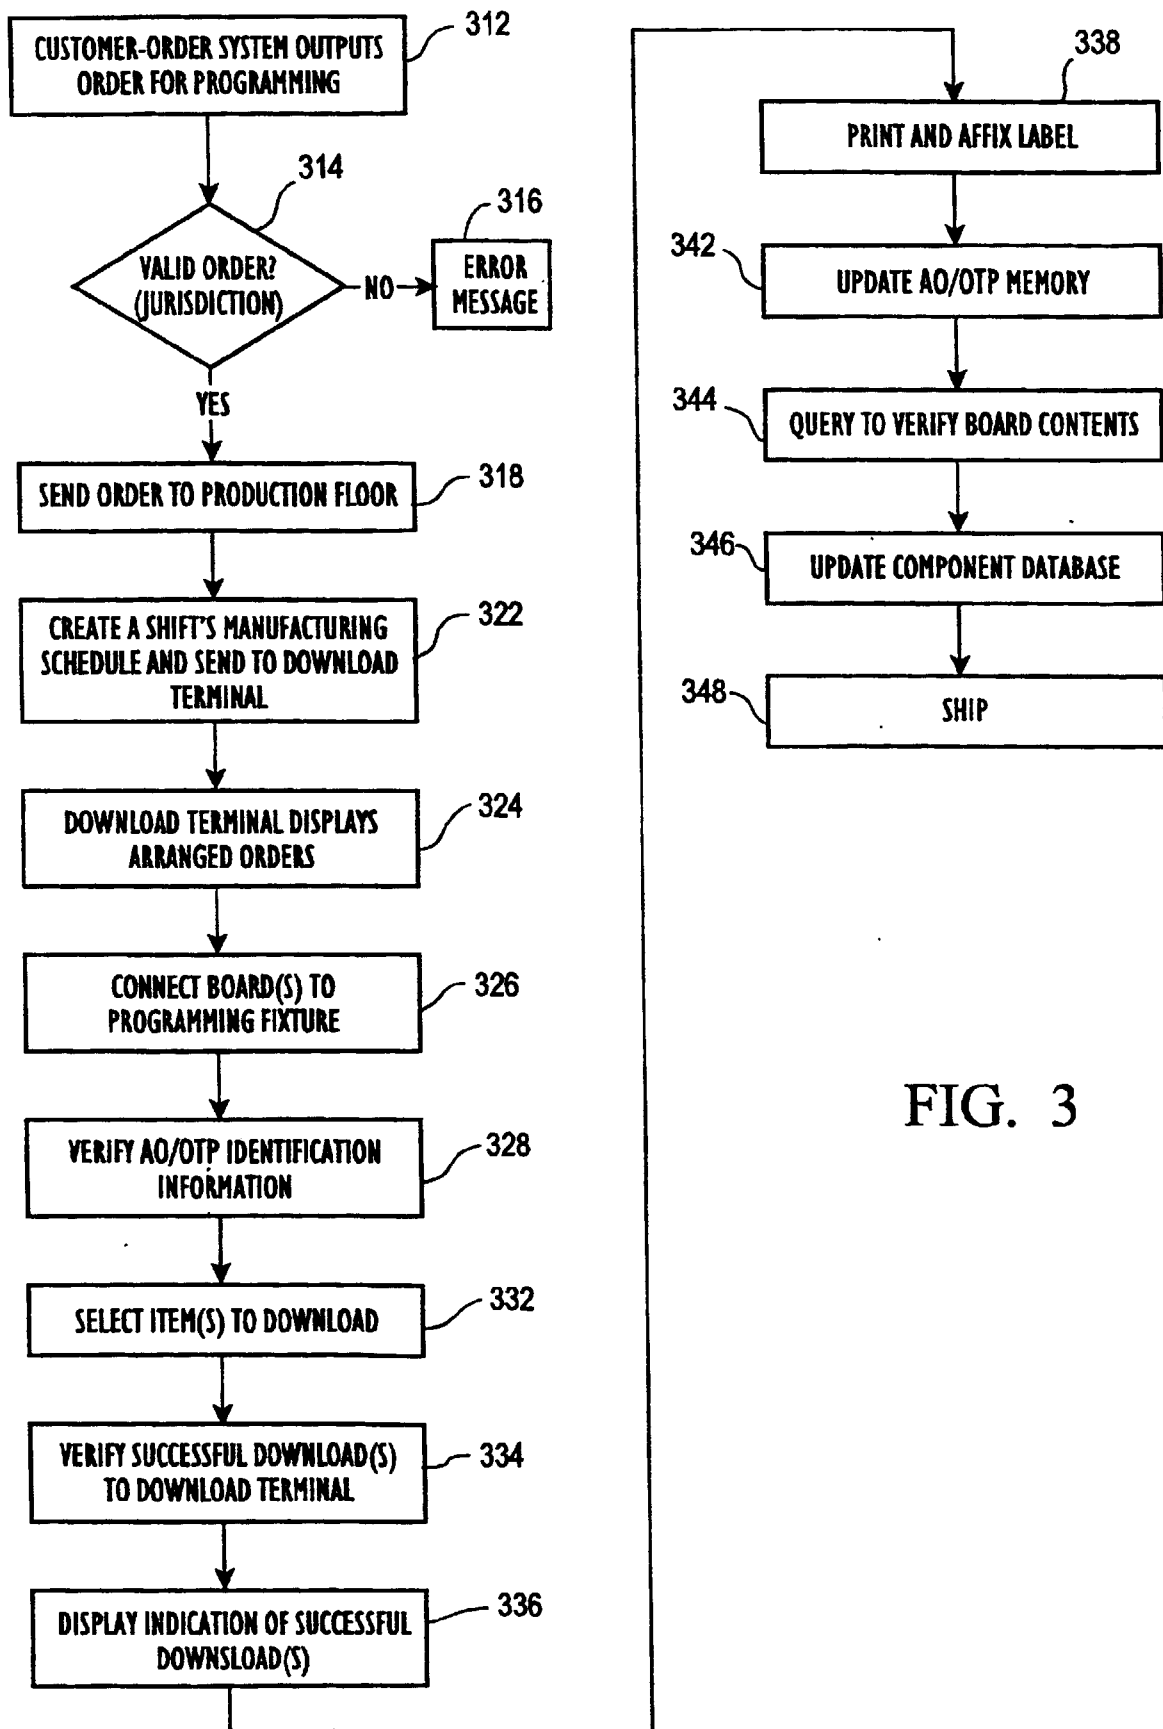 312
CUSTOMER-ORDER SYSTEM OUTPUTS
ORDER FOR PROGRAMMING
314
VALID ORDER?
(JURISDICTION)
NO
316
ERROR
MESSAGE
YES
318
SEND ORDER TO PRODUCTION FLOOR
322
CREATE A SHIFT'S MANUFACTURING
SCHEDULE AND SEND TO DOWNLOAD
TERMINAL
324
DOWNLOAD TERMINAL DISPLAYS
ARRANGED ORDERS
326
CONNECT BOARD(S) TO
PROGRAMMING FIXTURE
328
VERIFY AO/OTP IDENTIFICATION
INFORMATION
332
SELECT ITEM(S) TO DOWNLOAD
334
VERIFY SUCCESSFUL DOWNLOAD(S)
TO DOWNLOAD TERMINAL
336
DISPLAY INDICATION OF SUCCESSFUL
DOWNSLOAD(S)
338
PRINT AND AFFIX LABEL
342
UPDATE AO/OTP MEMORY
344
QUERY TO VERIFY BOARD CONTENTS
346
UPDATE COMPONENT DATABASE
348
SHIP
FIG. 3